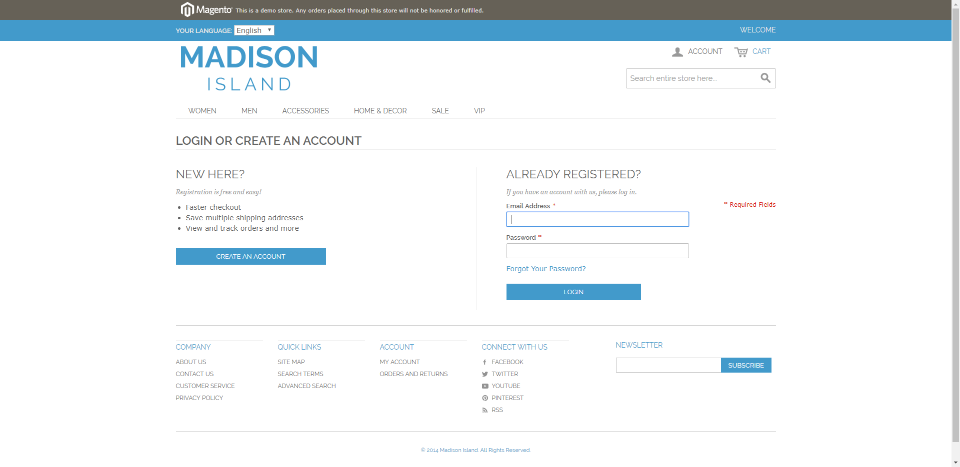 Magento This is a demo store. Any orders placed through this store will not be honored or fulfilled.
YOUR LANGUAGE: English
WELCOME
MADISON
ISLAND
ACCOUNT CART
Search entire store here...
WOMEN MEN ACCESSORIES HOME & DECOR SALE VIP
LOGIN OR CREATE AN ACCOUNT
NEW HERE?
Registration is free and easy!
Faster checkout
Save multiple shipping addresses
View and track orders and more
CREATE AN ACCOUNT
ALREADY REGISTERED?
If you have an account with us, please log in.
Email Address *
* Required Fields
Password *
Forgot Your Password?
LOGIN
COMPANY
ABOUT US
CONTACT US
CUSTOMER SERVICE
PRIVACY POLICY
QUICK LINKS
SITE MAP
SEARCH TERMS
ADVANCED SEARCH
ACCOUNT
MY ACCOUNT
ORDERS AND RETURNS
CONNECT WITH US
FACEBOOK
TWITTER
YOUTUBE
PINTEREST
RSS
NEWSLETTER
SUBSCRIBE
© 2014 Madison Island. All Rights Reserved.